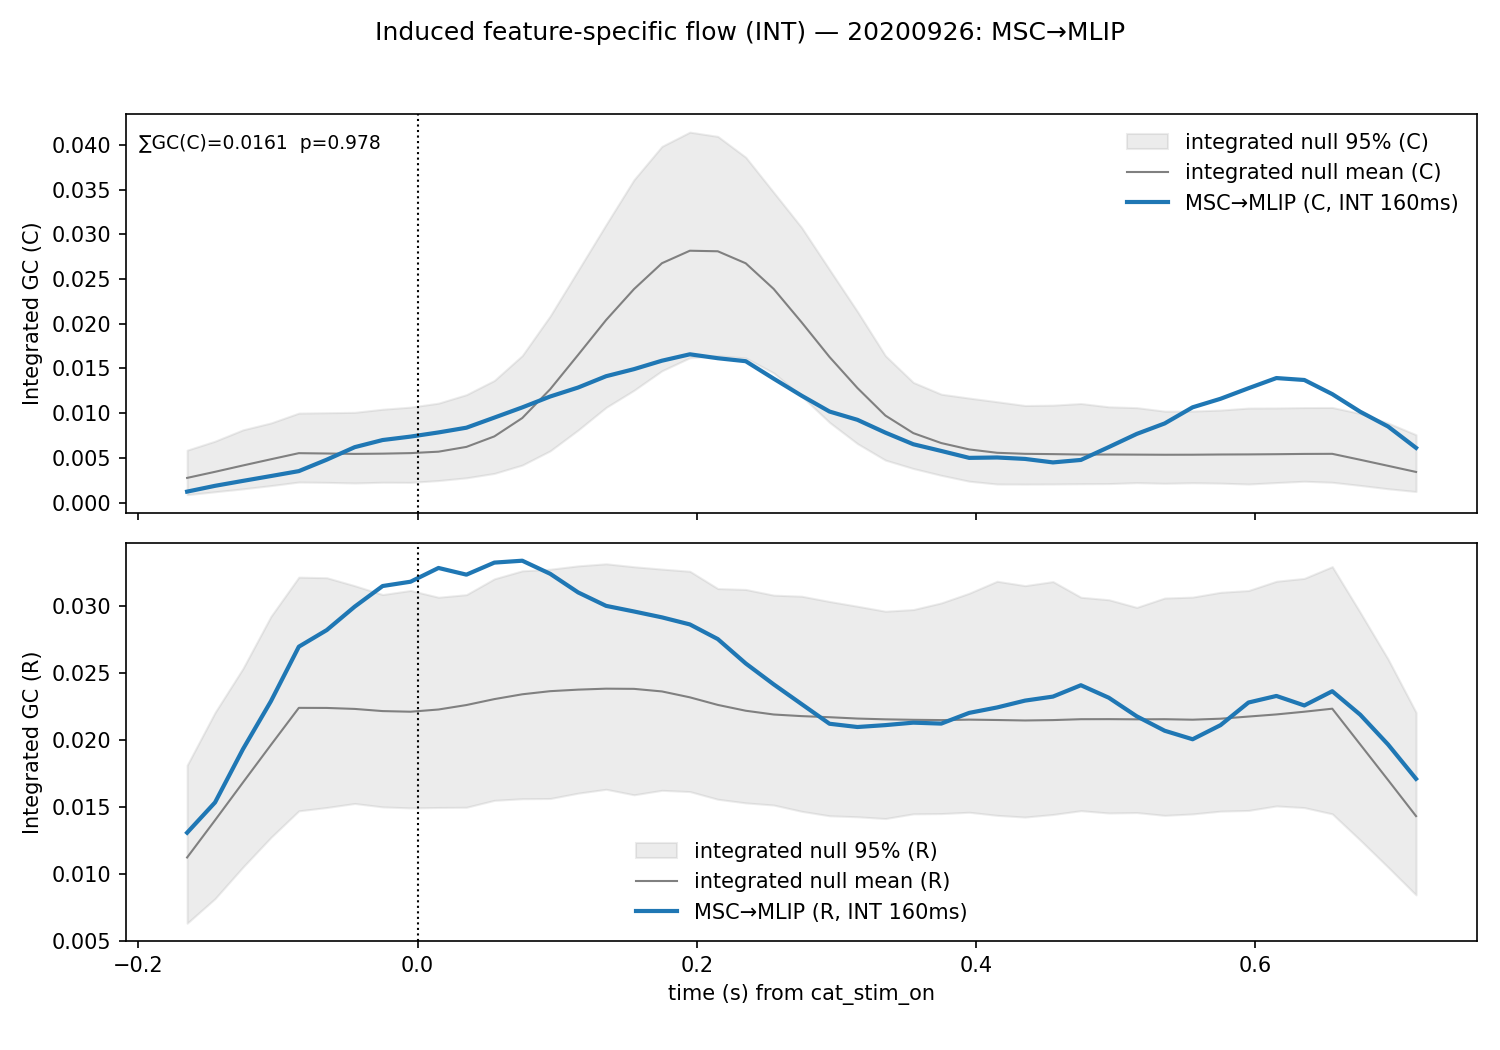 Induced feature-specific flow (INT) — 20200926: MSC→MLIP
∑GC(C)=0.0161  p=0.978
integrated null 95% (C)
integrated null mean (C)
MSC→MLIP (C, INT 160ms)
Integrated GC (C)
0.040
0.035
0.030
0.025
0.020
0.015
0.010
0.005
0.000
Integrated GC (R)
0.030
0.025
0.020
0.015
0.010
0.005
integrated null 95% (R)
integrated null mean (R)
MSC→MLIP (R, INT 160ms)
−0.2 0.0 0.2 0.4 0.6
time (s) from cat_stim_on